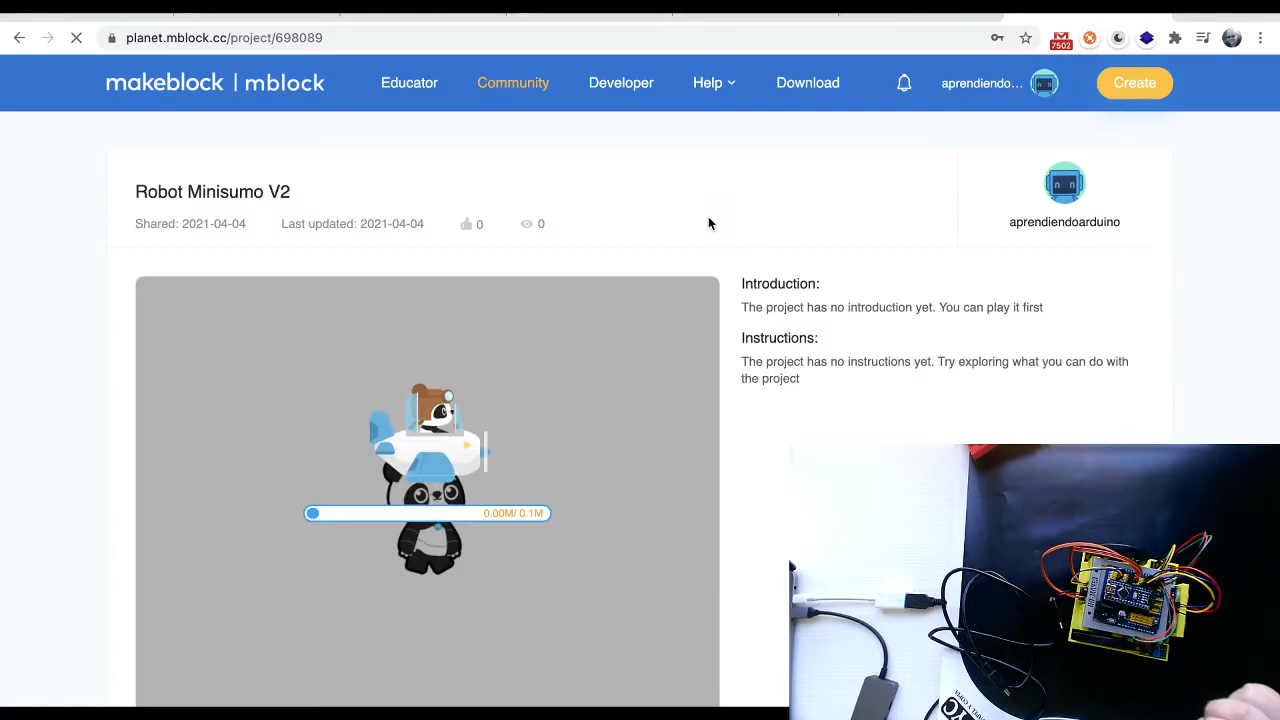 planet.mblock.cc/project/698089
7502
makeblock | mblock
Educator
Community
Developer
Help
Download
aprendiendo...
Create
Robot Minisumo V2
Shared: 2021-04-04
Last updated: 2021-04-04
0
0
aprendiendoarduino
Introduction:
The project has no introduction yet. You can play it first
Instructions:
The project has no instructions yet. Try exploring what you can do with
the project
0.00M/ 0.1M